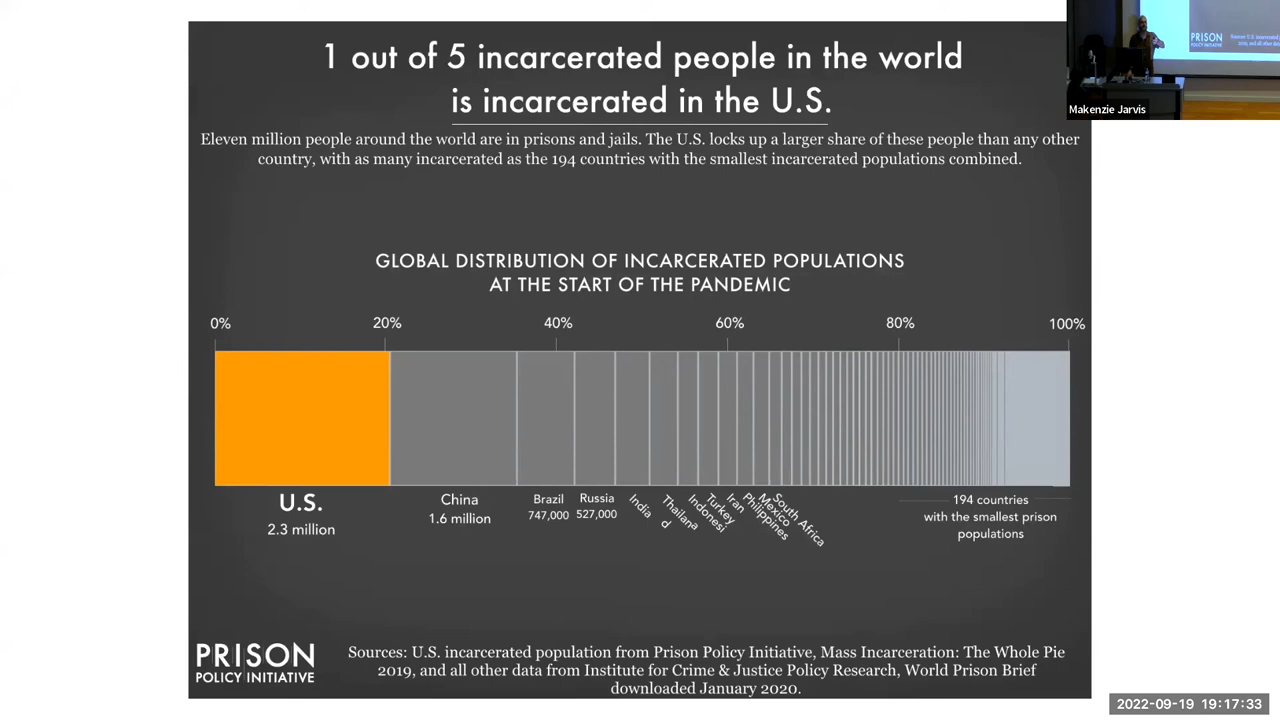 1 out of 5 incarcerated people in the world
is incarcerated in the U.S.
Eleven million people around the world are in prisons and jails. The U.S. locks up a larger share of these people than any other
country, with as many incarcerated as the 194 countries with the smallest incarcerated populations combined.
GLOBAL DISTRIBUTION OF INCARCERATED POPULATIONS
AT THE START OF THE PANDEMIC
0% 20% 40% 60% 80% 100%
U.S.
2.3 million
China
1.6 million
Brazil
747,000
Russia
527,000
India
Thailan
d
Indonesi
Turkey
Iran
Philippines
Mexico
South Africa
194 countries
with the smallest prison
populations
PRISON
POLICY INITIATIVE
Sources: U.S. incarcerated population from Prison Policy Initiative, Mass Incarceration: The Whole Pie
2019, and all other data from Institute for Crime & Justice Policy Research, World Prison Brief
downloaded January 2020.
PRISON
POLICY INITIATIVE
Makenzie Jarvis
2022-09-19 19:17:33